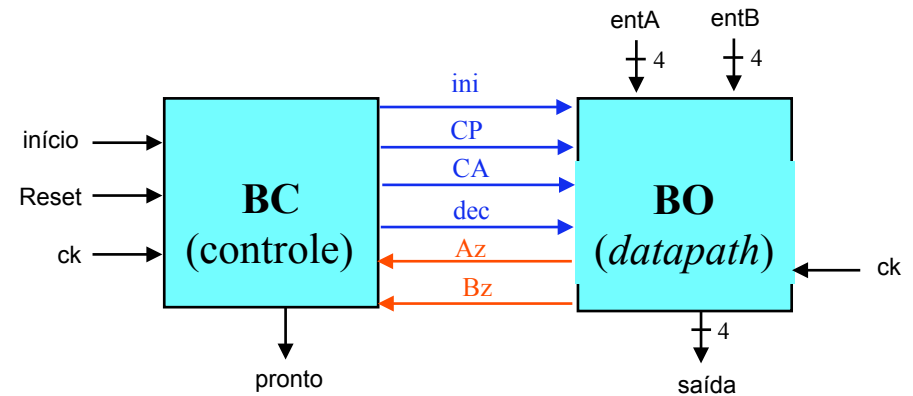 entA
entB
4
4
ini
início
CP
CA
Reset
BC
BO
(controle)
dec
(datapath)
ck
Az
ck
Bz
4
pronto
saída